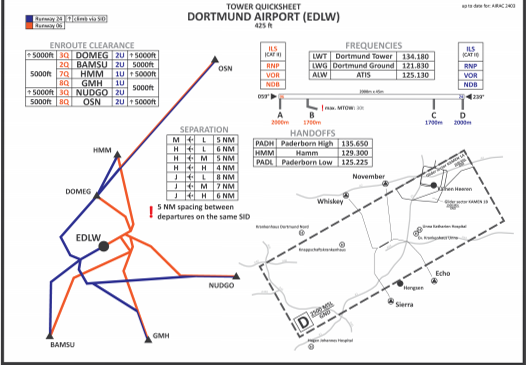 TOWER QUICKSHEET
DORTMUND AIRPORT (EDLW)
425 ft
up to date for: AIRAC 2403
Runway 24 ↑ climb via SID
Runway 06
ENROUTE CLEARANCE
↑ 5000ft 3Q DOMEG 2U ↑ 5000ft
5000ft 2Q BAMSU 2U 5000ft
7Q HMM 1U ↑ 5000ft
8Q GMH 1U 5000ft
↑ 5000ft 3Q NUDGO 2U
5000ft 8Q OSN 2U ↑ 5000ft
FREQUENCIES
LWT Dortmund Tower 134.180
LWG Dortmund Ground 121.830
ALW ATIS 125.130
ILS
(CAT II)
RNP
VOR
NDB
ILS
(CAT II)
RNP
VOR
NDB
2000m x 45m
059° 06 24 239°
A B C D
2000m 1700m 1700m 2000m
! max. MTOW: 20t
HANDOFFS
PADH Paderborn High 135.650
HMM Hamm 129.300
PADL Paderborn Low 125.225
SEPARATION
M ← L 5 NM
H ← L 6 NM
H ← M 5 NM
H ← H 4 NM
J ← L 8 NM
J ← M 7 NM
J ← H 6 NM
! 5 NM spacing between
departures on the same SID
OSN
HMM
DOMEG
EDLW
NUDGO
BAMSU
GMH
November
Whiskey
Kamen Heeren
Glider sector KAMEN 18
Krankenhaus Dortmund Nord
Knappschaftskrankenhaus
Unna Katharinen Hospital
Ev. Krankenhaus Unna
Echo
Hengsen
Sierra
D
2500 MSL
GND
Hagen Johannes Hospital